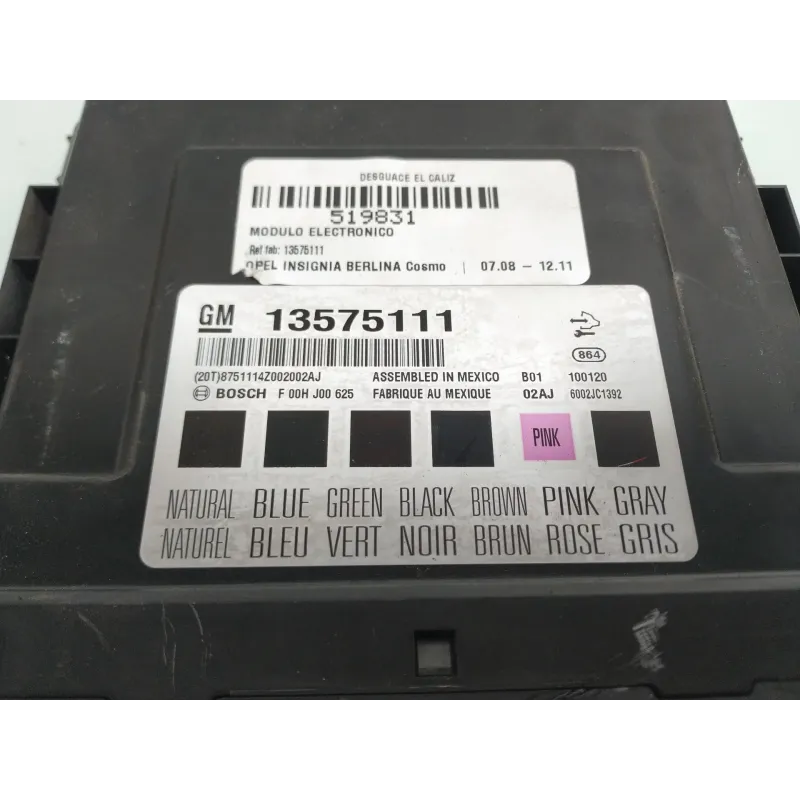 DESGUACE EL CALIZ
519831
MODULO ELECTRONICO
Ref fab: 13575111
OPEL INSIGNIA BERLINA Cosmo | 07.08 - 12.11
GM 13575111
864
(20T)8751114Z002002AJ ASSEMBLED IN MEXICO B01 100120
BOSCH F 00H J00 625 FABRIQUE AU MEXIQUE 02AJ 6002JC1392
PINK
NATURAL BLUE GREEN BLACK BROWN PINK GRAY
NATUREL BLEU VERT NOIR BRUN ROSE GRIS